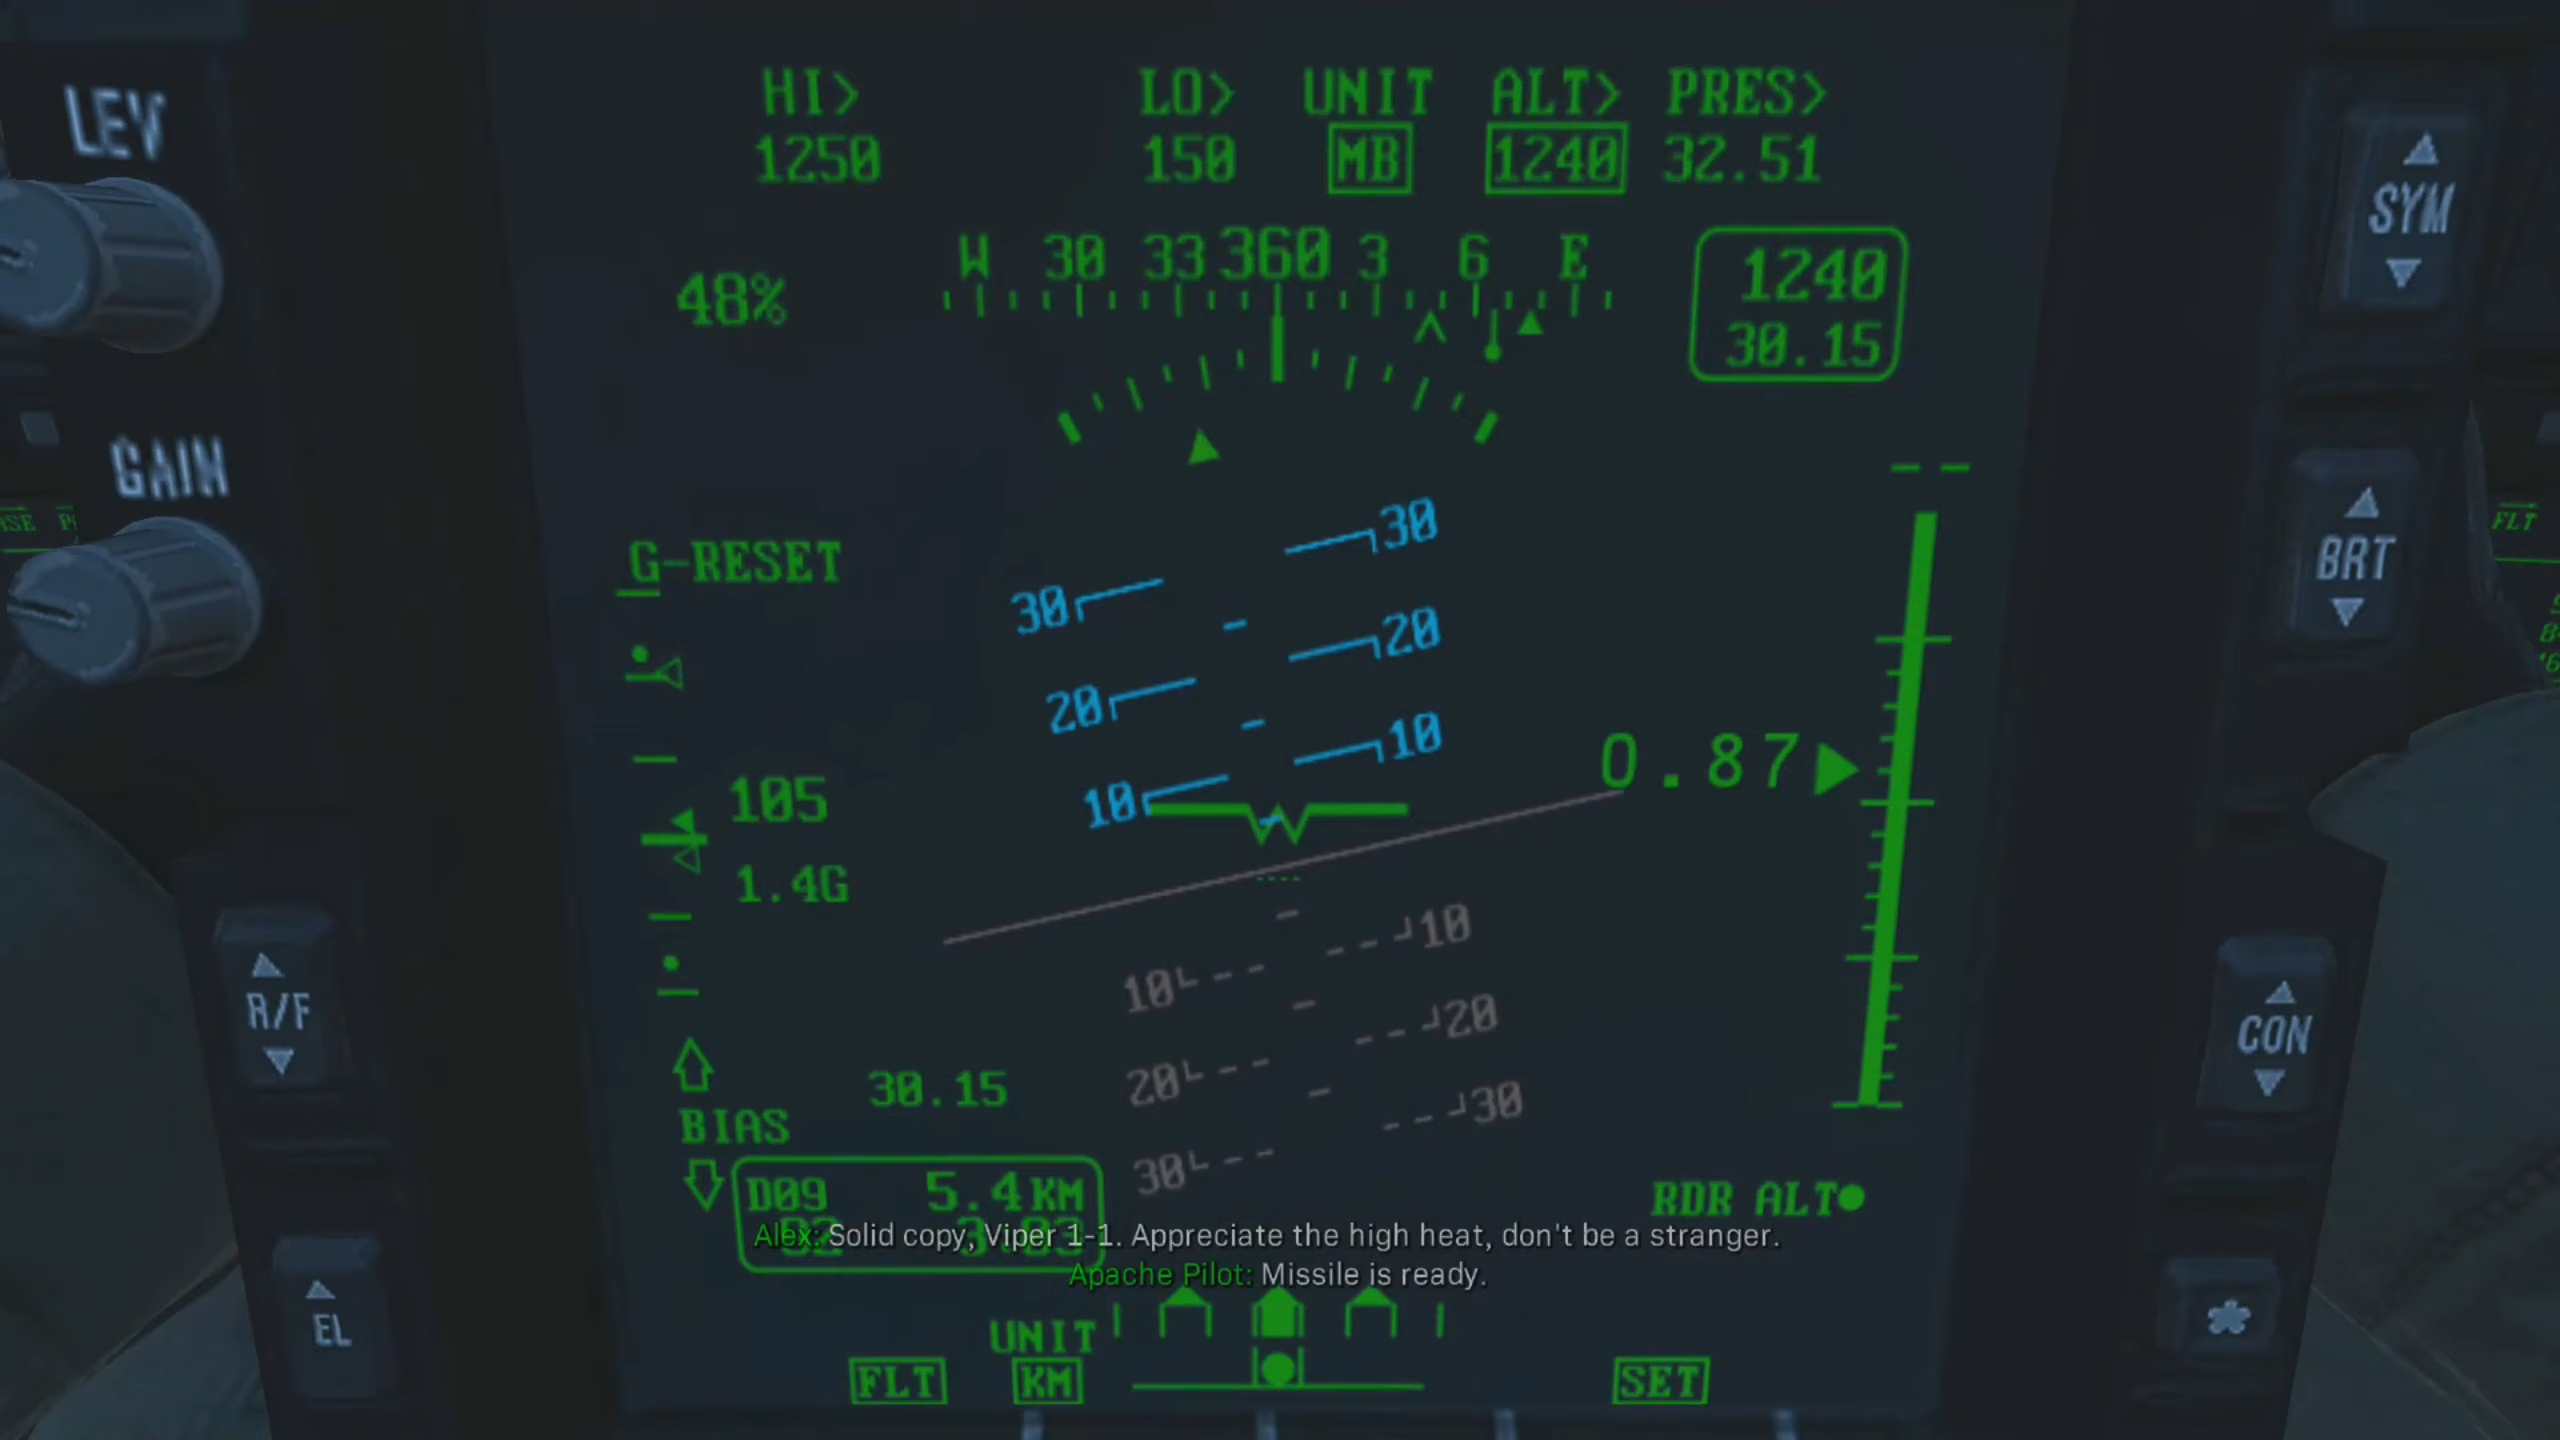 LEV
HI> LO> UNIT ALT> PRES>
1250 150 MB 1240 32.51
SYM
W 30 33 360 3 6 E
48%
1240
30.15
GAIN
G-RESET
FLT
BRT
30 30
20 20
10 10
105
0.87
1.4G
10 10
20 20
30 30
R/F
CON
30.15
BIAS
D09 5.4KM
RDR ALT
Alex: Solid copy, Viper 1-1. Appreciate the high heat, don't be a stranger.
Apache Pilot: Missile is ready.
EL
UNIT
FLT KM SET